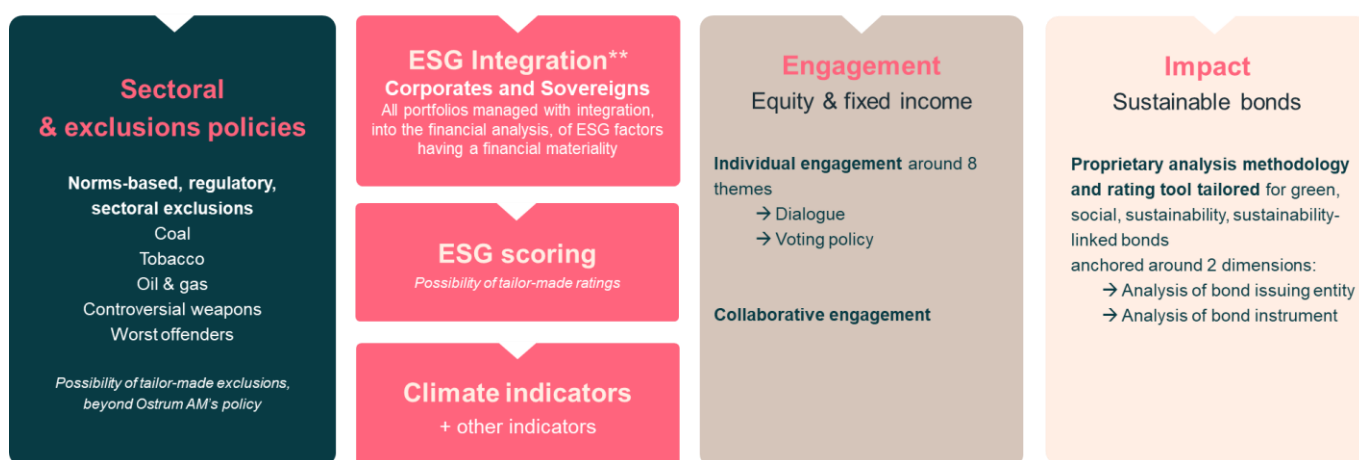 Sectoral
& exclusions policies
Norms-based, regulatory,
sectoral exclusions
Coal
Tobacco
Oil & gas
Controversial weapons
Worst offenders
Possibility of tailor-made exclusions,
beyond Ostrum AM's policy
ESG Integration**
Corporates and Sovereigns
All portfolios managed with integration,
into the financial analysis, of ESG factors
having a financial materiality
ESG scoring
Possibility of tailor-made ratings
Climate indicators
+ other indicators
Engagement
Equity & fixed income
Individual engagement around 8
themes
→ Dialogue
→ Voting policy
Collaborative engagement
Impact
Sustainable bonds
Proprietary analysis methodology
and rating tool tailored for green,
social, sustainability, sustainability-
linked bonds
anchored around 2 dimensions:
→ Analysis of bond issuing entity
→ Analysis of bond instrument